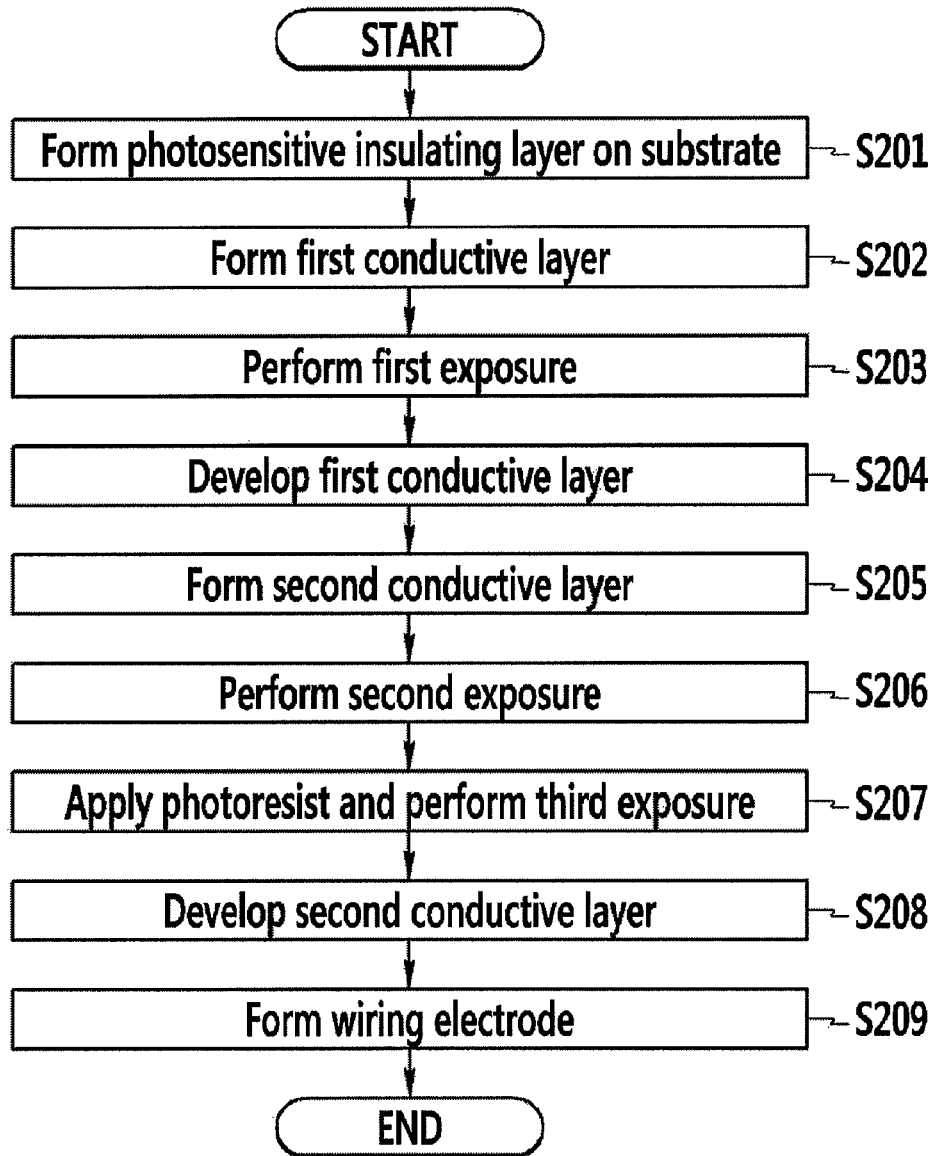 START
Form photosensitive insulating layer on substrate S201
Form first conductive layer S202
Perform first exposure S203
Develop first conductive layer S204
Form second conductive layer S205
Perform second exposure S206
Apply photoresist and perform third exposure S207
Develop second conductive layer S208
Form wiring electrode S209
END